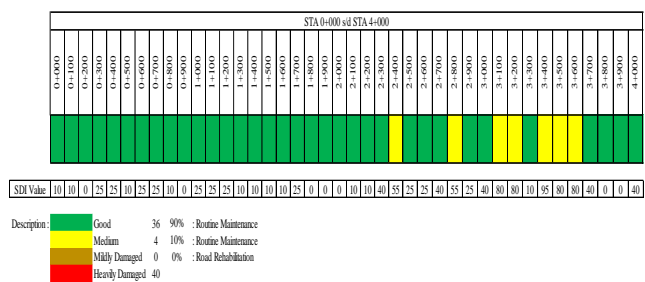 STA 0+000 s/d STA 4+000
0+000 0+100 0+200 0+300 0+400 0+500 0+600 0+700 0+800 0+900 1+000 1+100 1+200 1+300 1+400 1+500 1+600 1+700 1+800 1+900 2+000 2+100 2+200 2+300 2+400 2+500 2+600 2+700 2+800 2+900 3+000 3+100 3+200 3+300 3+400 3+500 3+600 3+700 3+800 3+900 4+000
SDI Value 10 10 0 25 25 10 25 25 10 0 25 25 25 10 10 10 10 25 0 0 0 10 10 40 55 25 25 40 55 25 40 80 80 10 95 80 80 40 0 0 40
Description : Good 36 90% : Routine Maintenance
Medium 4 10% : Routine Maintenance
Mildly Damaged 0 0% : Road Rehabilitation
Heavily Damaged 40